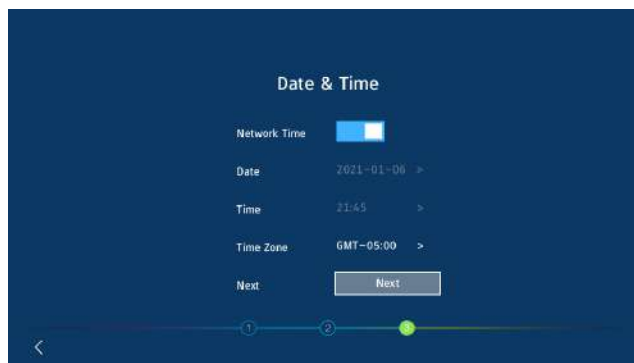 Date & Time
Network Time
Date 2021-01-06 >
Time 21:45 >
Time Zone GMT-05:00 >
Next Next
1 2 3
<